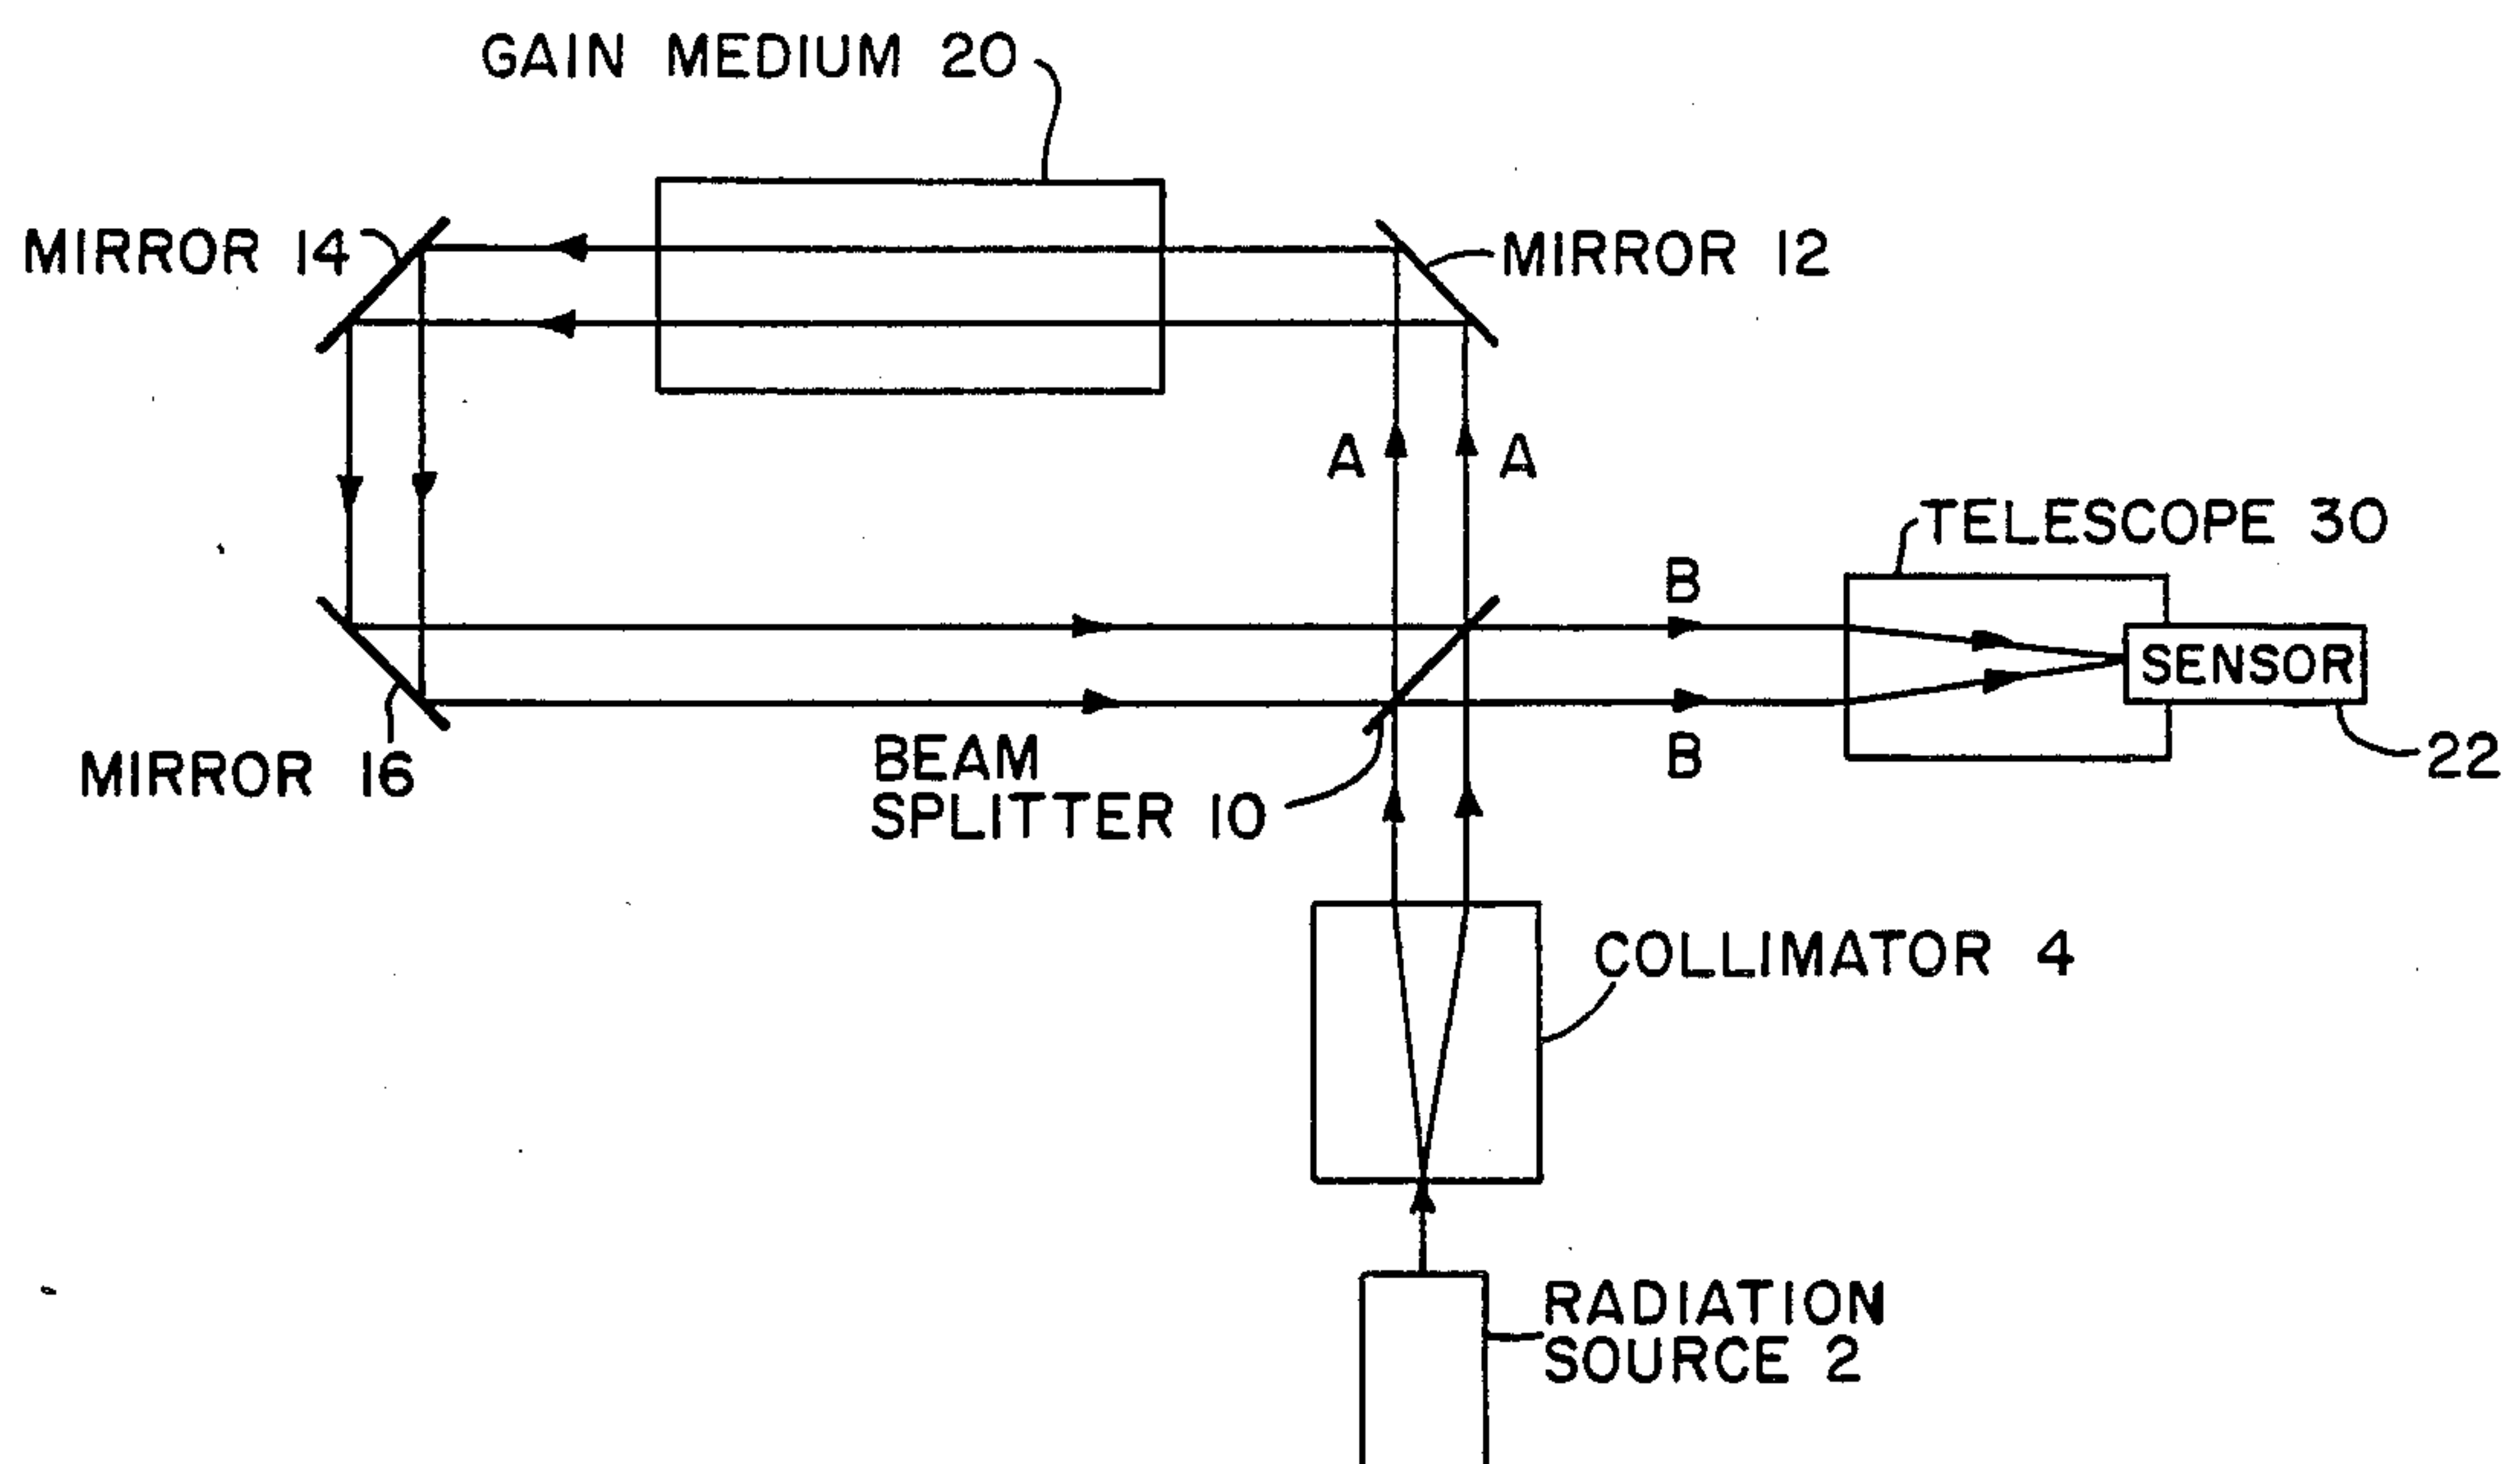 GAIN MEDIUM 20
MIRROR 14
MIRROR 12
A
A
TELESCOPE 30
B
SENSOR
B
22
MIRROR 16
BEAM
SPLITTER 10
COLLIMATOR 4
RADIATION
SOURCE 2